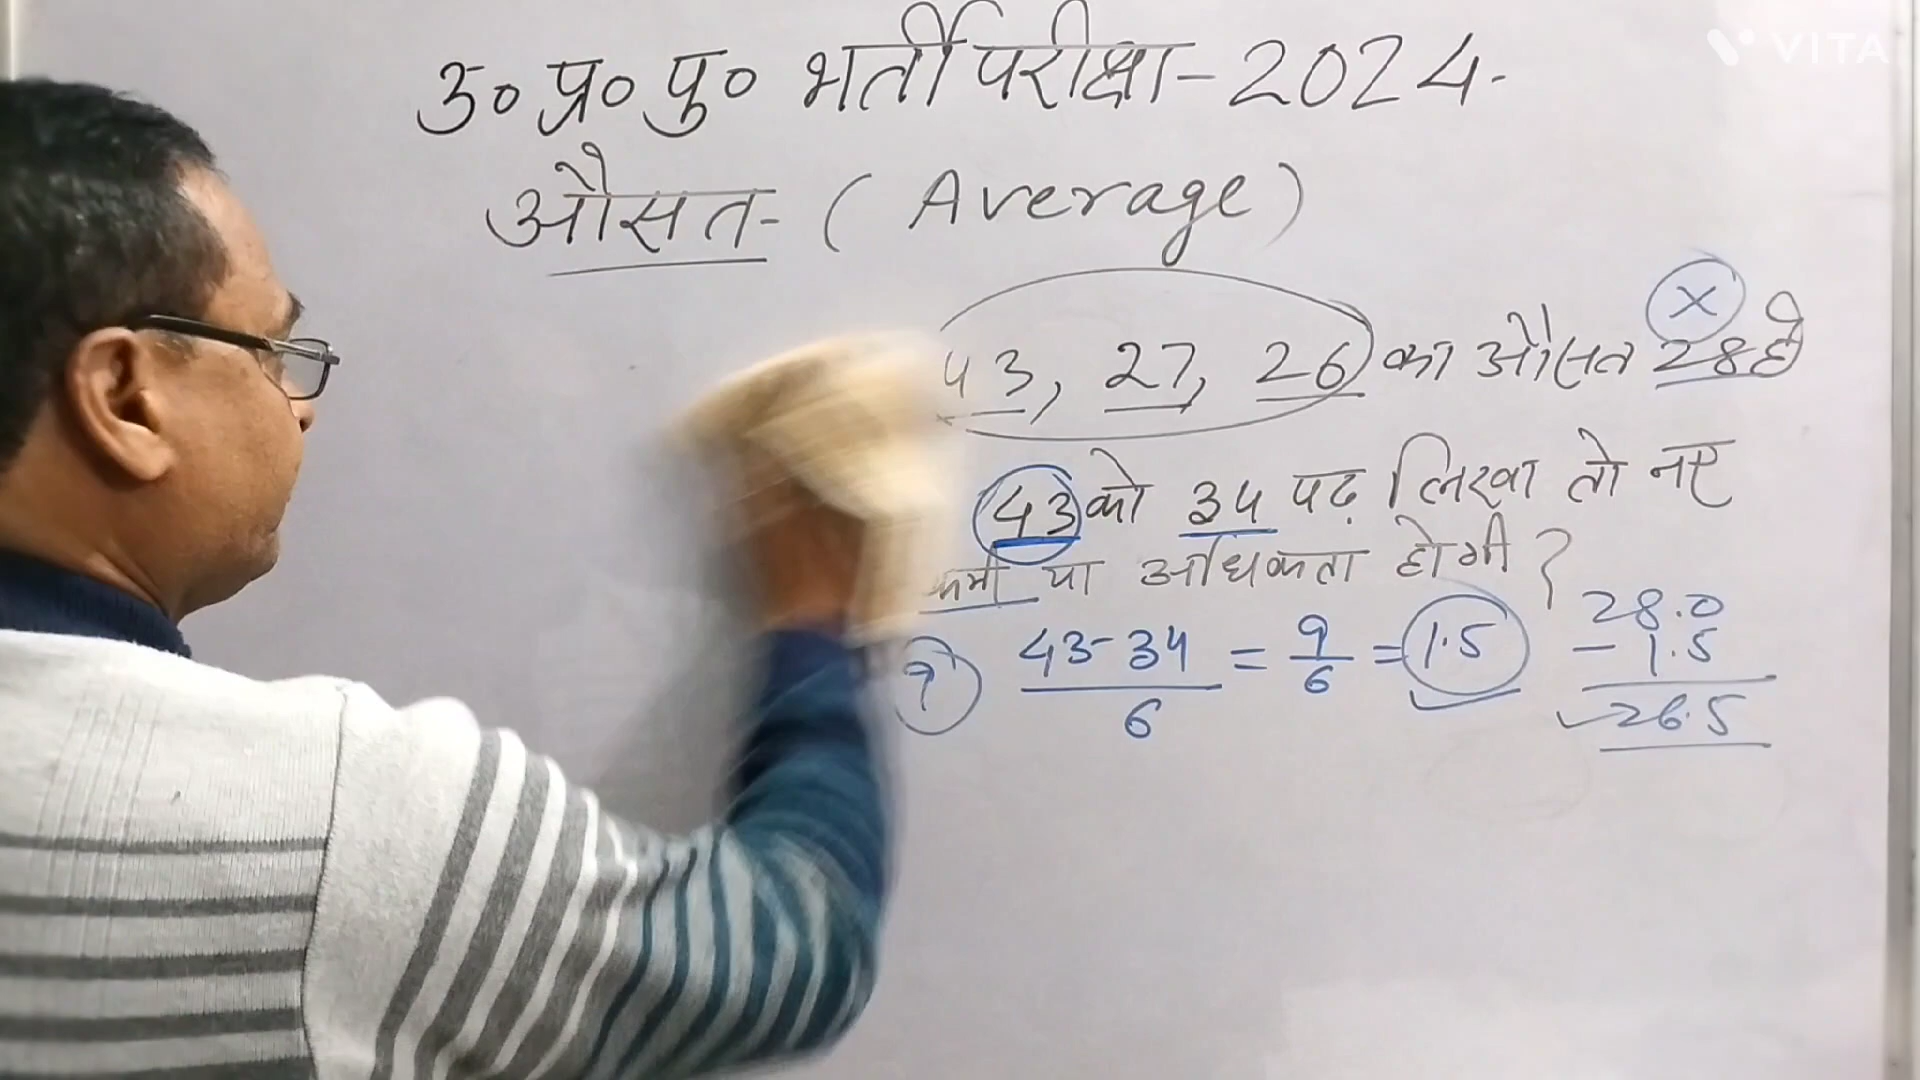 VITA
उ० प्र० पु० भर्ती परीक्षा-2024-
औसत- ( Average)
43, 27, 26 का औसत 28 है
X
43 को 34 पढ़ लिखा तो नए
कमी या अधिकता होगी ?
43-34 / 6 = 9/6 = 1.5
28.0
- 1.5
26.5